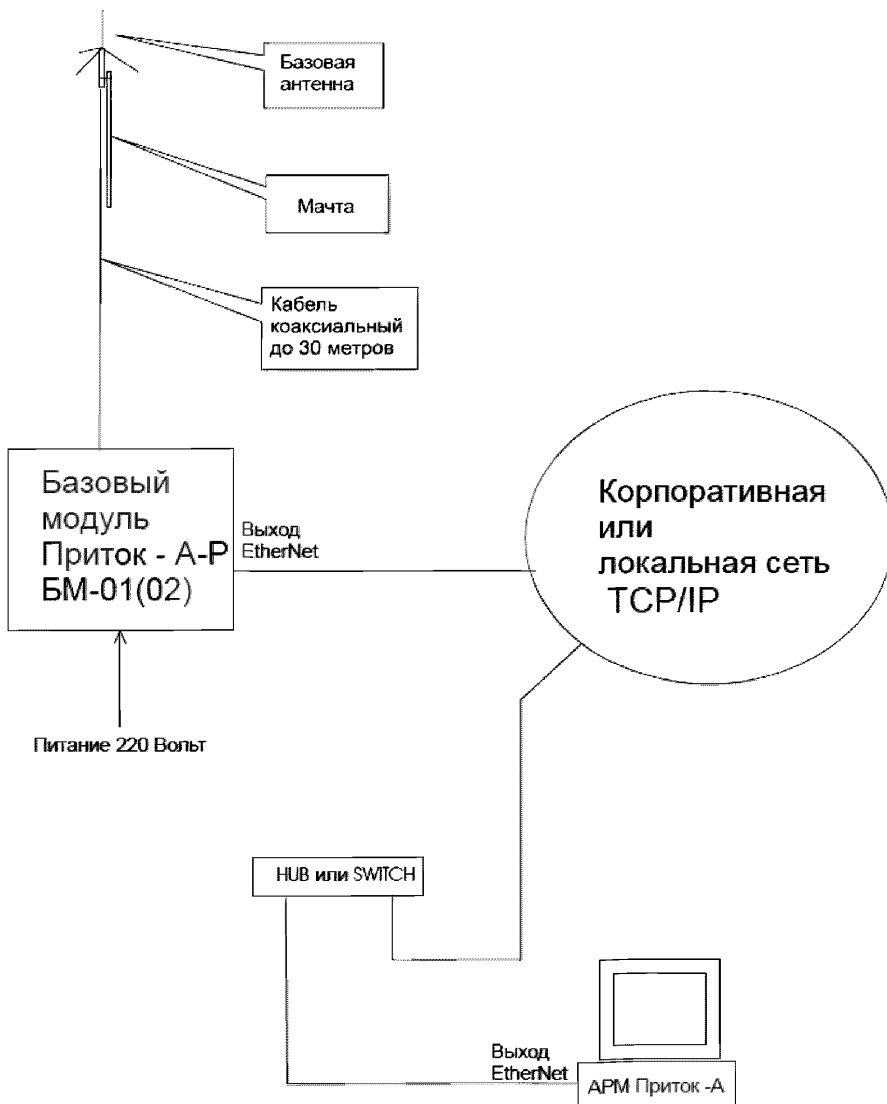 Базовая
антенна
Мачта
Кабель
коаксиальный
до 30 метров
Базовый
модуль
Приток - А-Р
БМ-01(02)
Выход
EtherNet
Корпоративная
или
локальная сеть
TCP/IP
Питание 220 Вольт
HUB или SWITCH
Выход
EtherNet
АРМ Приток -А